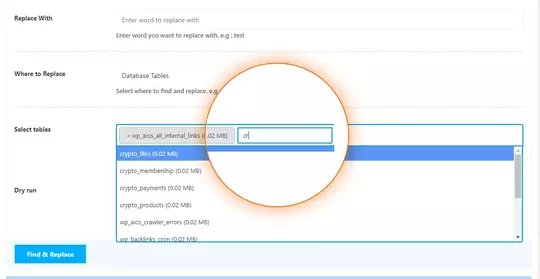 Replace With
Enter word to replace with
Enter word you want to replace with, e.g ; test
Where to Replace
Database Tables
Select where to find and replace, e.g
Select tables
× wp_aios_all_internal_links (0.02 MB)
cr
crypto_files (0.02 MB)
crypto_membership (0.02 MB)
crypto_payments (0.02 MB)
crypto_products (0.02 MB)
wp_aios_crawler_errors (0.02 MB)
wp_backlinks_cron (0.02 MB)
Dry run
Find & Replace